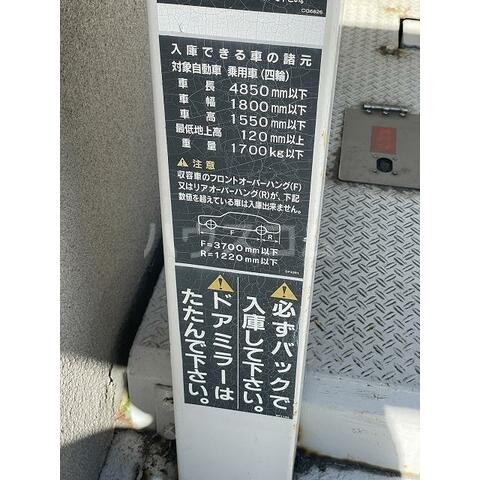 CG6826
入庫できる車の諸元
対象自動車 乗用車(四輪)
車長 4850mm以下
車幅 1800mm以下
車高 1550mm以下
最低地上高 120mm以上
重量 1700kg以下
注意
収容車のフロントオーバーハング(F)
又はリアオーバーハング(R)が、下記
数値を超えている車は入庫出来ません。
F R
F=3700mm以下
R=1220mm以下
必ずバックで
入庫して下さい。
ドアミラーは
たたんで下さい。